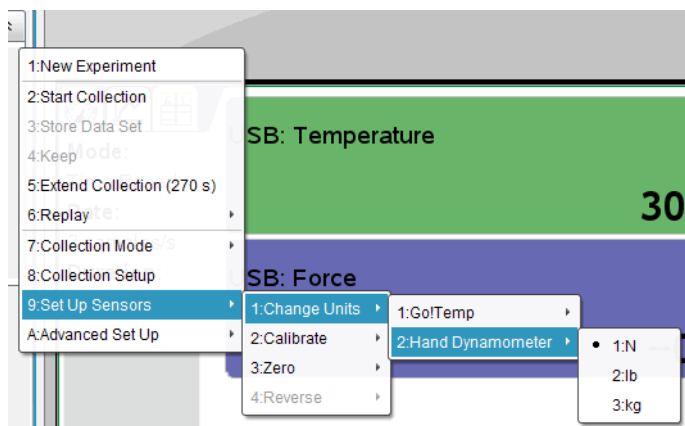 1:New Experiment
2:Start Collection
3:Store Data Set
4:Keep
Mode:
5:Extend Collection (270 s)
6:Replay
Rate:
7:Collection Mode
8:Collection Setup
9:Set Up Sensors
A:Advanced Set Up
SB: Temperature
30
SB: Force
1:Change Units
2:Calibrate
3:Zero
4:Reverse
1:Go!Temp
2:Hand Dynamometer
1:N
2:lb
3:kg